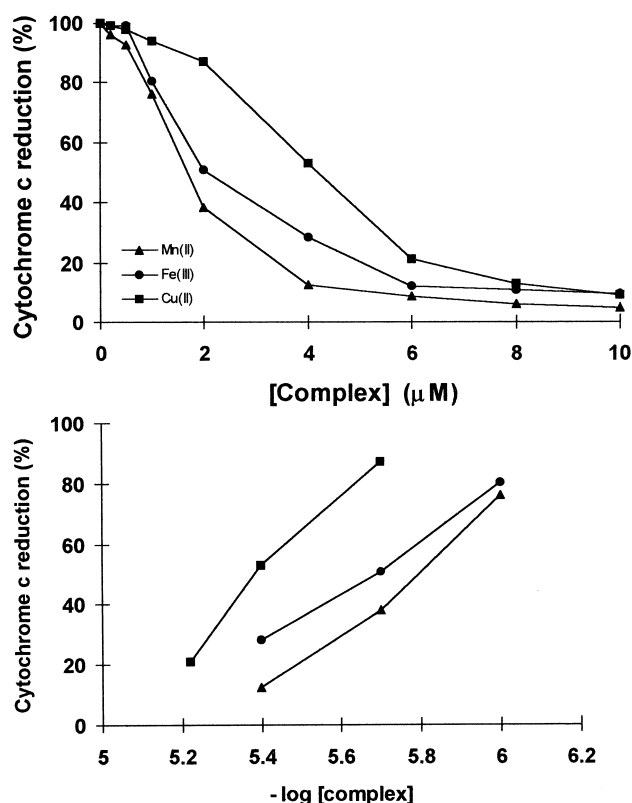 Cytochrome c reduction (%)
100
80
60
40
20
0
Mn(II)
Fe(III)
Cu(II)
0 2 4 6 8 10
[Complex] (μM)
Cytochrome c reduction (%)
100
80
60
40
20
0
5 5.2 5.4 5.6 5.8 6 6.2
- log [complex]